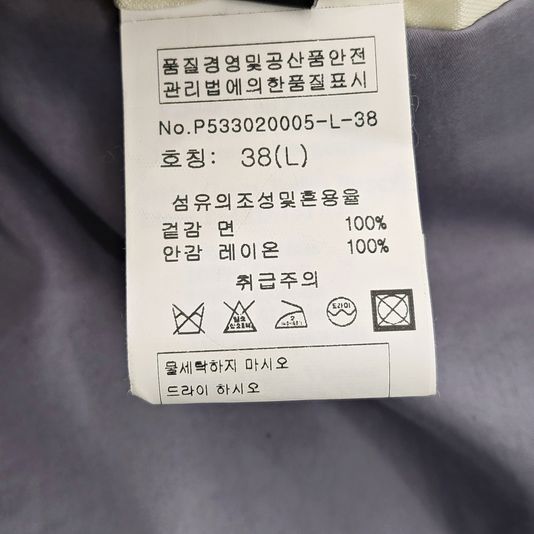 품질경영및공산품안전
관리법에의한품질표시
No.P533020005-L-38
호칭: 38(L)
섬유의조성및혼용율
겉감 면 100%
안감 레이온 100%
취급주의
드라이
물세탁하지 마시오
드라이 하시오